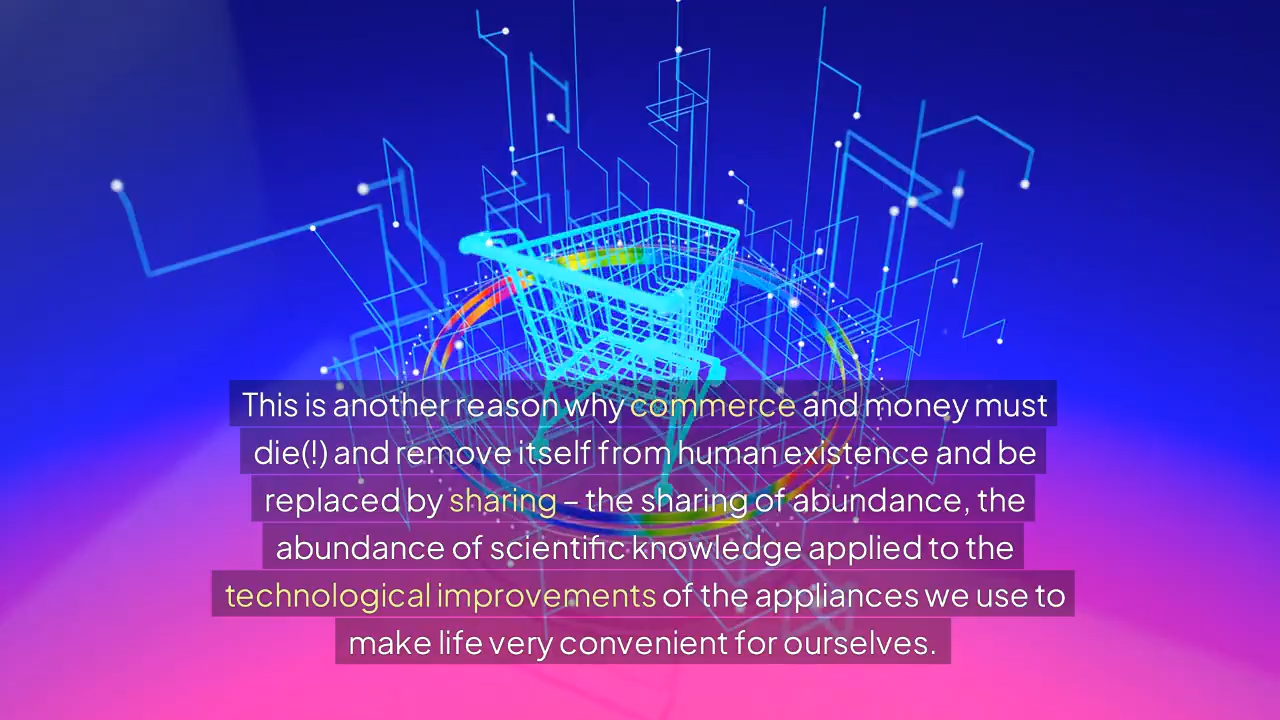 This is another reason why commerce and money must
die(!) and remove itself from human existence and be
replaced by sharing – the sharing of abundance, the
abundance of scientific knowledge applied to the
technological improvements of the appliances we use to
make life very convenient for ourselves.